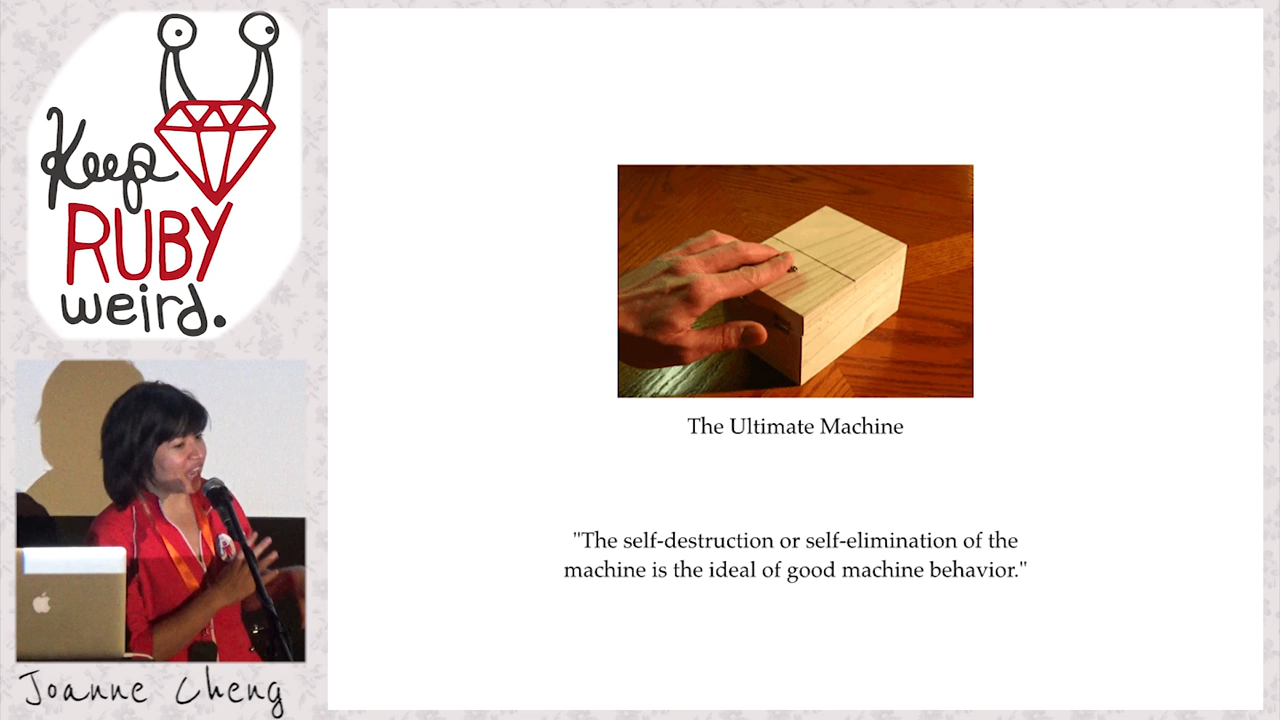 Keep
RUBY
weird.
Joanne Cheng
The Ultimate Machine
"The self-destruction or self-elimination of the
machine is the ideal of good machine behavior."